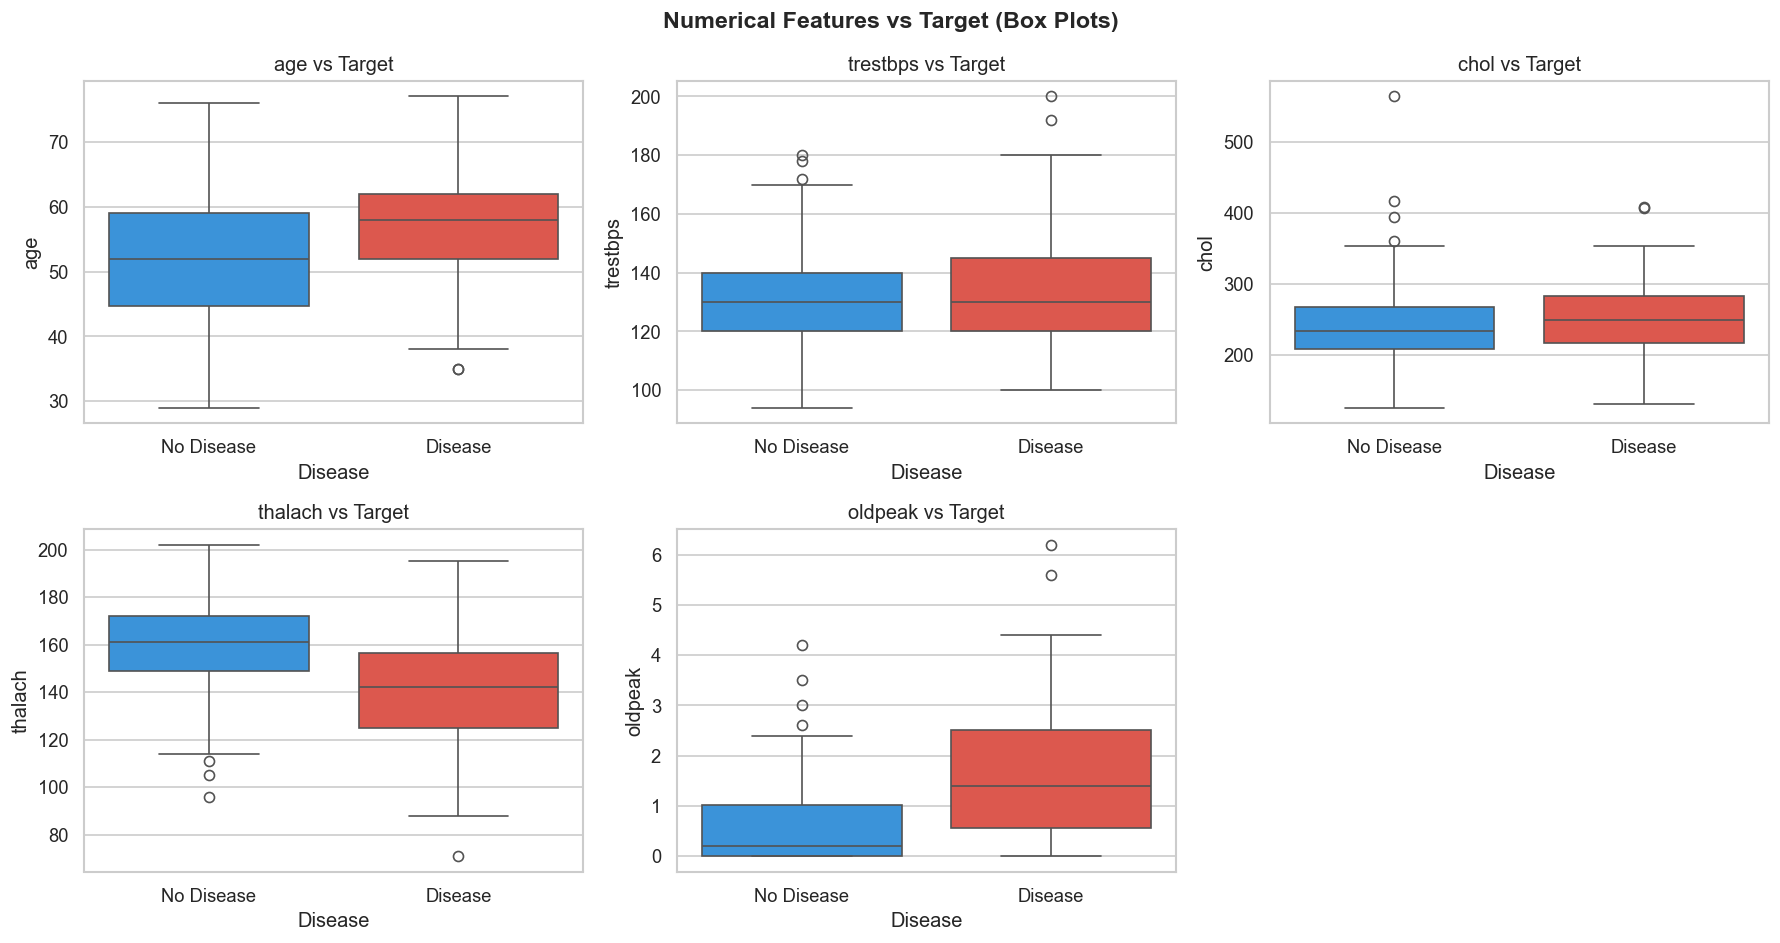 Numerical Features vs Target (Box Plots)
age vs Target
age
70
60
50
40
30
No Disease Disease
Disease
trestbps vs Target
trestbps
200
180
160
140
120
100
No Disease Disease
Disease
chol vs Target
chol
500
400
300
200
No Disease Disease
Disease
thalach vs Target
thalach
200
180
160
140
120
100
80
No Disease Disease
Disease
oldpeak vs Target
oldpeak
6
5
4
3
2
1
0
No Disease Disease
Disease